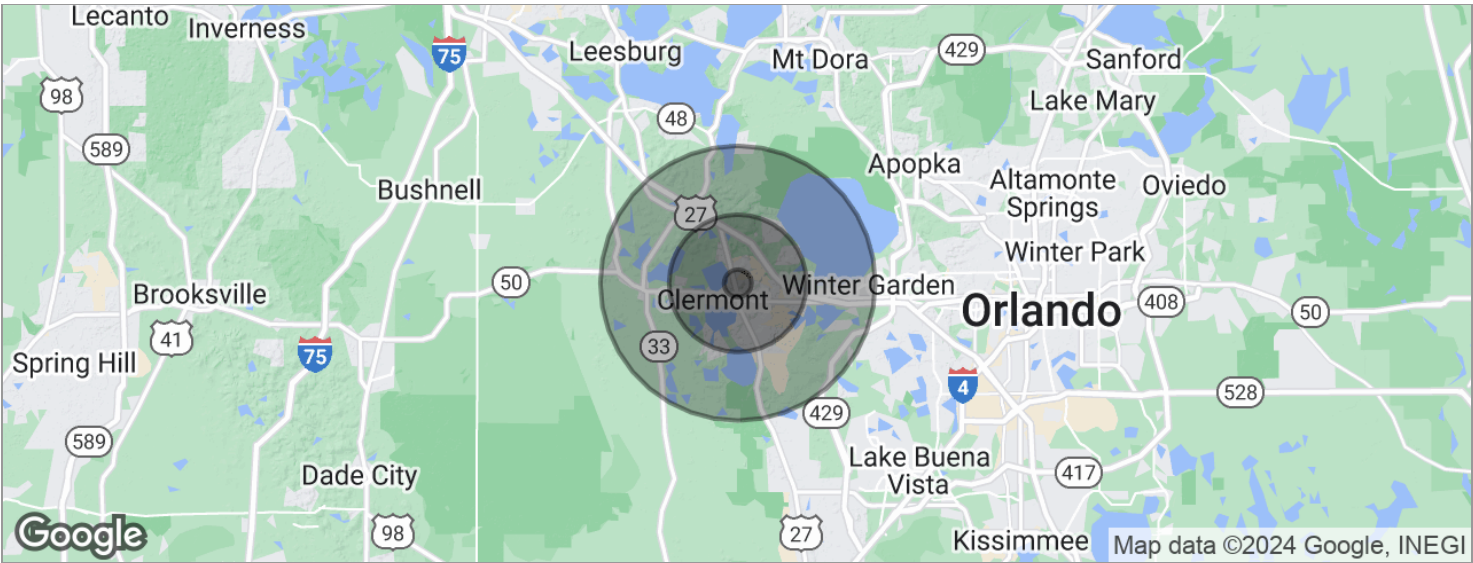 Lecanto
Inverness
75
Leesburg
Mt Dora
429
Sanford
98
Lake Mary
48
589
Apopka
Bushnell
Altamonte
Springs
Oviedo
27
Winter Park
50
Winter Garden
Brooksville
Clermont
Orlando
408
50
41
33
75
Spring Hill
4
528
429
589
Lake Buena
Vista
417
Dade City
98
27
Kissimmee
Google
Map data ©2024 Google, INEGI